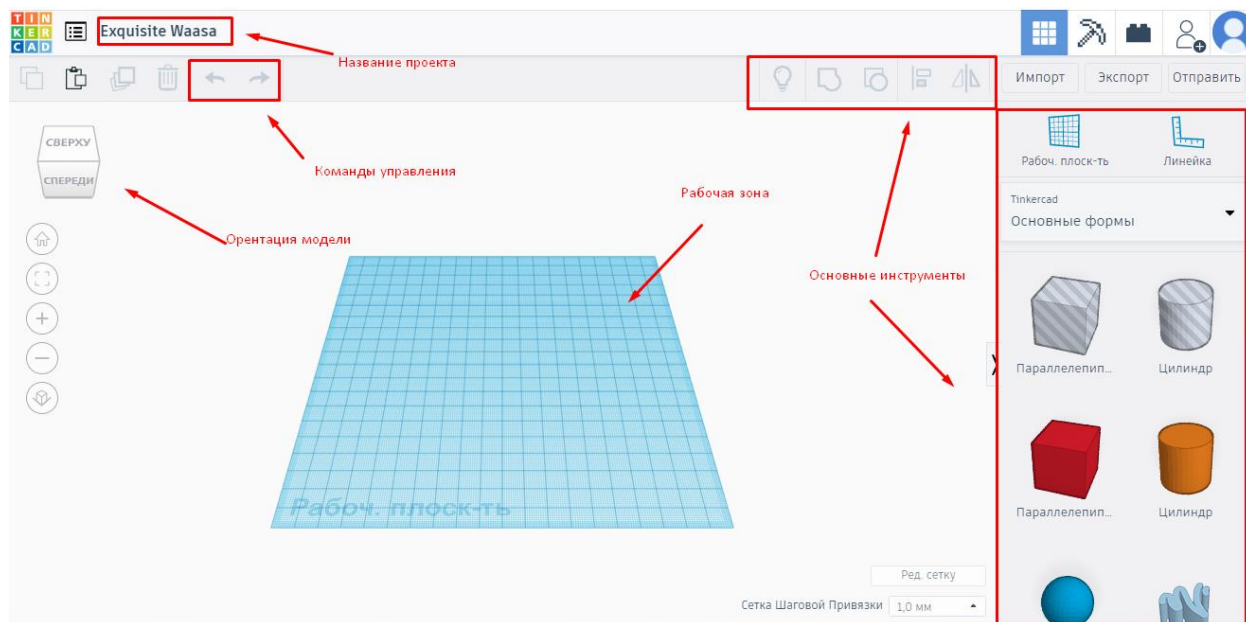 TIN
KER
CAD
Exquisite Waasa
Название проекта
Импорт
Экспорт
Отправить
СВЕРХУ
СПЕРЕДИ
Команды управления
Рабочая зона
Орентация модели
Основные инструменты
Рабоч. плоск-ть
Линейка
Tinkercad
Основные формы
Параллелепип...
Цилиндр
Параллелепип...
Цилиндр
Рабоч. плоск-ть
Ред. сетку
Сетка Шаговой Привязки
1,0 мм